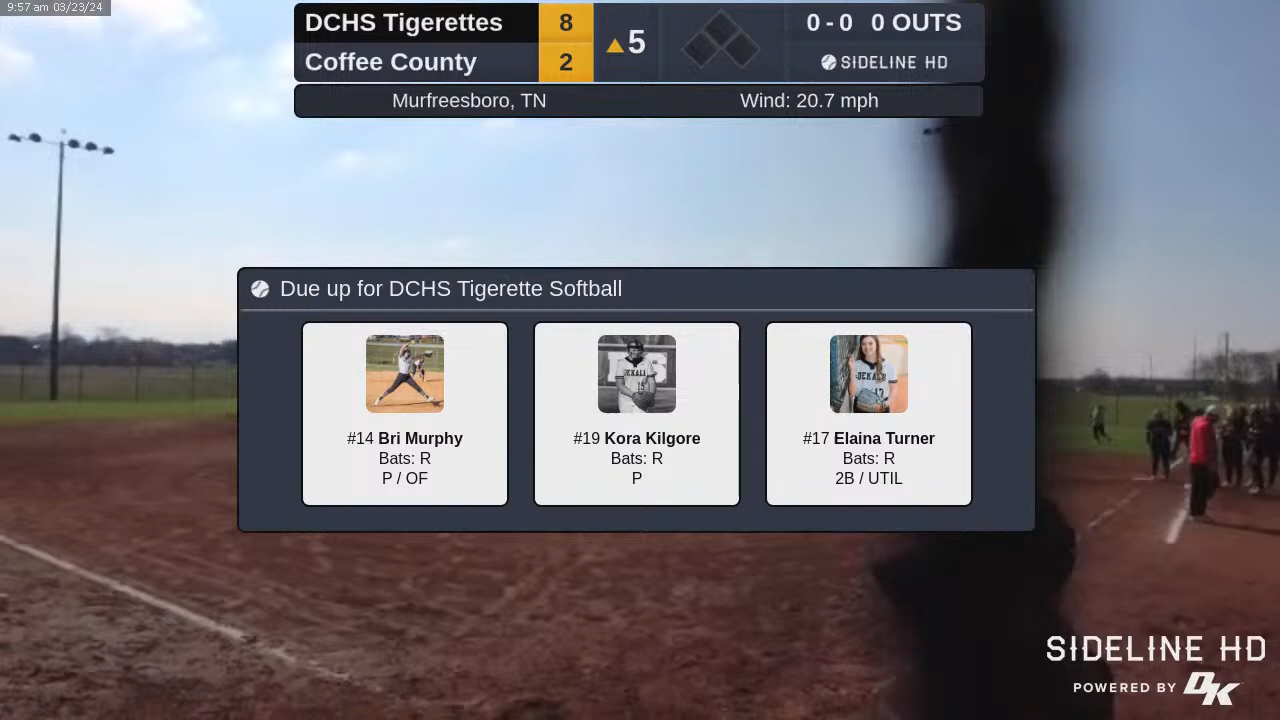 9:57 am 03/23/24
DCHS Tigerettes 8
Coffee County 2
▲5
0 - 0 0 OUTS
SIDELINE HD
Murfreesboro, TN Wind: 20.7 mph
Due up for DCHS Tigerette Softball
#14 Bri Murphy
Bats: R
P / OF
#19 Kora Kilgore
Bats: R
P
#17 Elaina Turner
Bats: R
2B / UTIL
SIDELINE HD
POWERED BY DK